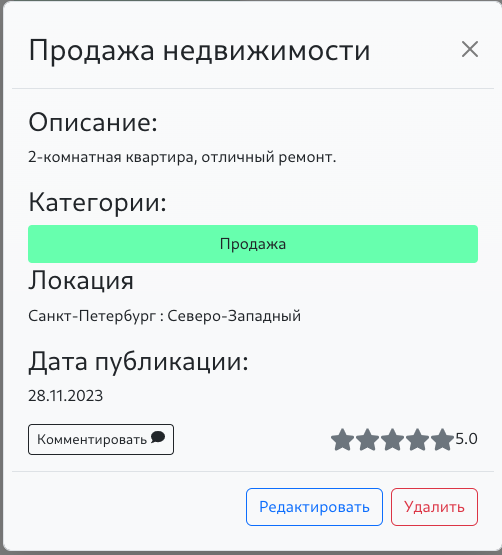 Продажа недвижимости
Описание:
2-комнатная квартира, отличный ремонт.
Категории:
Продажа
Локация
Санкт-Петербург : Северо-Западный
Дата публикации:
28.11.2023
Комментировать 5.0
Редактировать Удалить